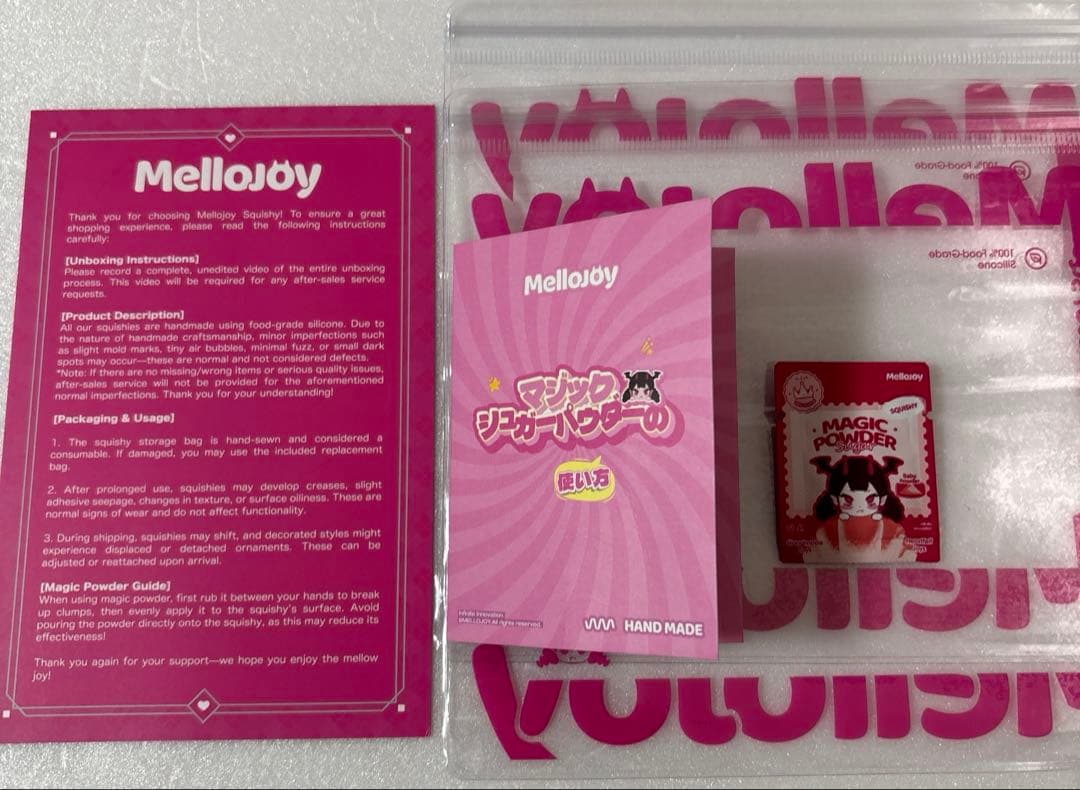 Mellojoy
Thank you for choosing Mellojoy Squishy! To ensure a great
shopping experience, please read the following instructions
carefully:
[Unboxing Instructions]
Please record a complete, unedited video of the entire unboxing
process. This video will be required for any after-sales service
requests.
[Product Description]
All our squishies are handmade using food-grade silicone. Due to
the nature of handmade craftsmanship, minor imperfections such
as slight mold marks, tiny air bubbles, minimal fuzz, or small dark
spots may occur—these are normal and not considered defects.
*Note: If there are no missing/wrong items or serious quality issues,
after-sales service will not be provided for the aforementioned
normal imperfections. Thank you for your understanding!
[Packaging & Usage]
1. The squishy storage bag is hand-sewn and considered a
consumable. If damaged, you may use the included replacement
bag.
2. After prolonged use, squishies may develop creases, slight
adhesive seepage, changes in texture, or surface oiliness. These are
normal signs of wear and do not affect functionality.
3. During shipping, squishies may shift, and decorated styles might
experience displaced or detached ornaments. These can be
adjusted or reattached upon arrival.
[Magic Powder Guide]
When using magic powder, first rub it between your hands to break
up clumps, then evenly apply it to the squishy's surface. Avoid
pouring the powder directly onto the squishy, as this may reduce its
effectiveness!
Thank you again for your support—we hope you enjoy the mellow
joy!
Mellojoy
マジック
シュガーパウダーの
使い方
Infinite Innovation
©MELLOJOY All rights reserved.
HAND MADE
Mellojoy
SQUISHY
MAGIC
POWDER
Sugar
Baby
Powder
Mellojoy
100% Food-Grade
Silicone
Mellojoy
100% Food-Grade
Silicone
Mellojoy
Mellojoy